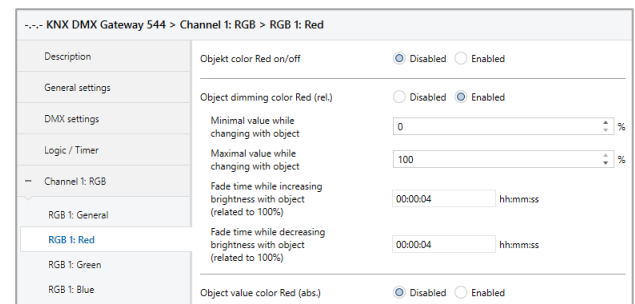 -.-.- KNX DMX Gateway 544 > Channel 1: RGB > RGB 1: Red
Description
General settings
DMX settings
Logic / Timer
− Channel 1: RGB
RGB 1: General
RGB 1: Red
RGB 1: Green
RGB 1: Blue
Objekt color Red on/off Disabled Enabled
Object dimming color Red (rel.) Disabled Enabled
Minimal value while
changing with object
0 %
Maximal value while
changing with object
100 %
Fade time while increasing
brightness with object
(related to 100%)
00:00:04 hh:mm:ss
Fade time while decreasing
brightness with object
(related to 100%)
00:00:04 hh:mm:ss
Object value color Red (abs.) Disabled Enabled